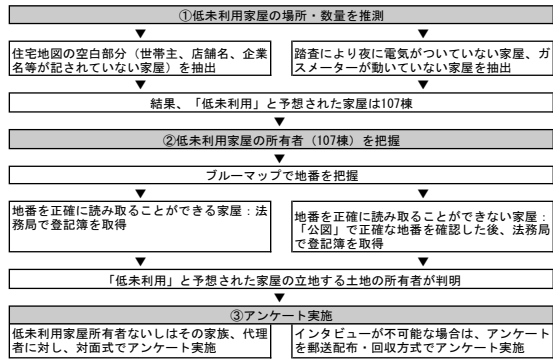 ①低未利用家屋の場所・数量を推測
▼ ▼
住宅地図の空白部分（世帯主、店舗名、企業
名等が記されていない家屋）を抽出
踏査により夜に電気がついていない家屋、ガ
スメーターが動いていない家屋を抽出
▼ ▼
結果、「低未利用」と予想された家屋は107棟
▼
②低未利用家屋の所有者（107棟）を把握
▼
ブルーマップで地番を把握
▼ ▼
地番を正確に読み取ることができる家屋：法
務局で登記簿を取得
地番を正確に読み取ることができない家屋：
「公図」で正確な地番を確認した後、法務局
で登記簿を取得
▼ ▼
「低未利用」と予想された家屋の立地する土地の所有者が判明
▼
③アンケート実施
低未利用家屋所有者ないしはその家族、代理
者に対し、対面式でアンケート実施
インタビューが不可能な場合は、アンケート
を郵送配布・回収方式でアンケート実施